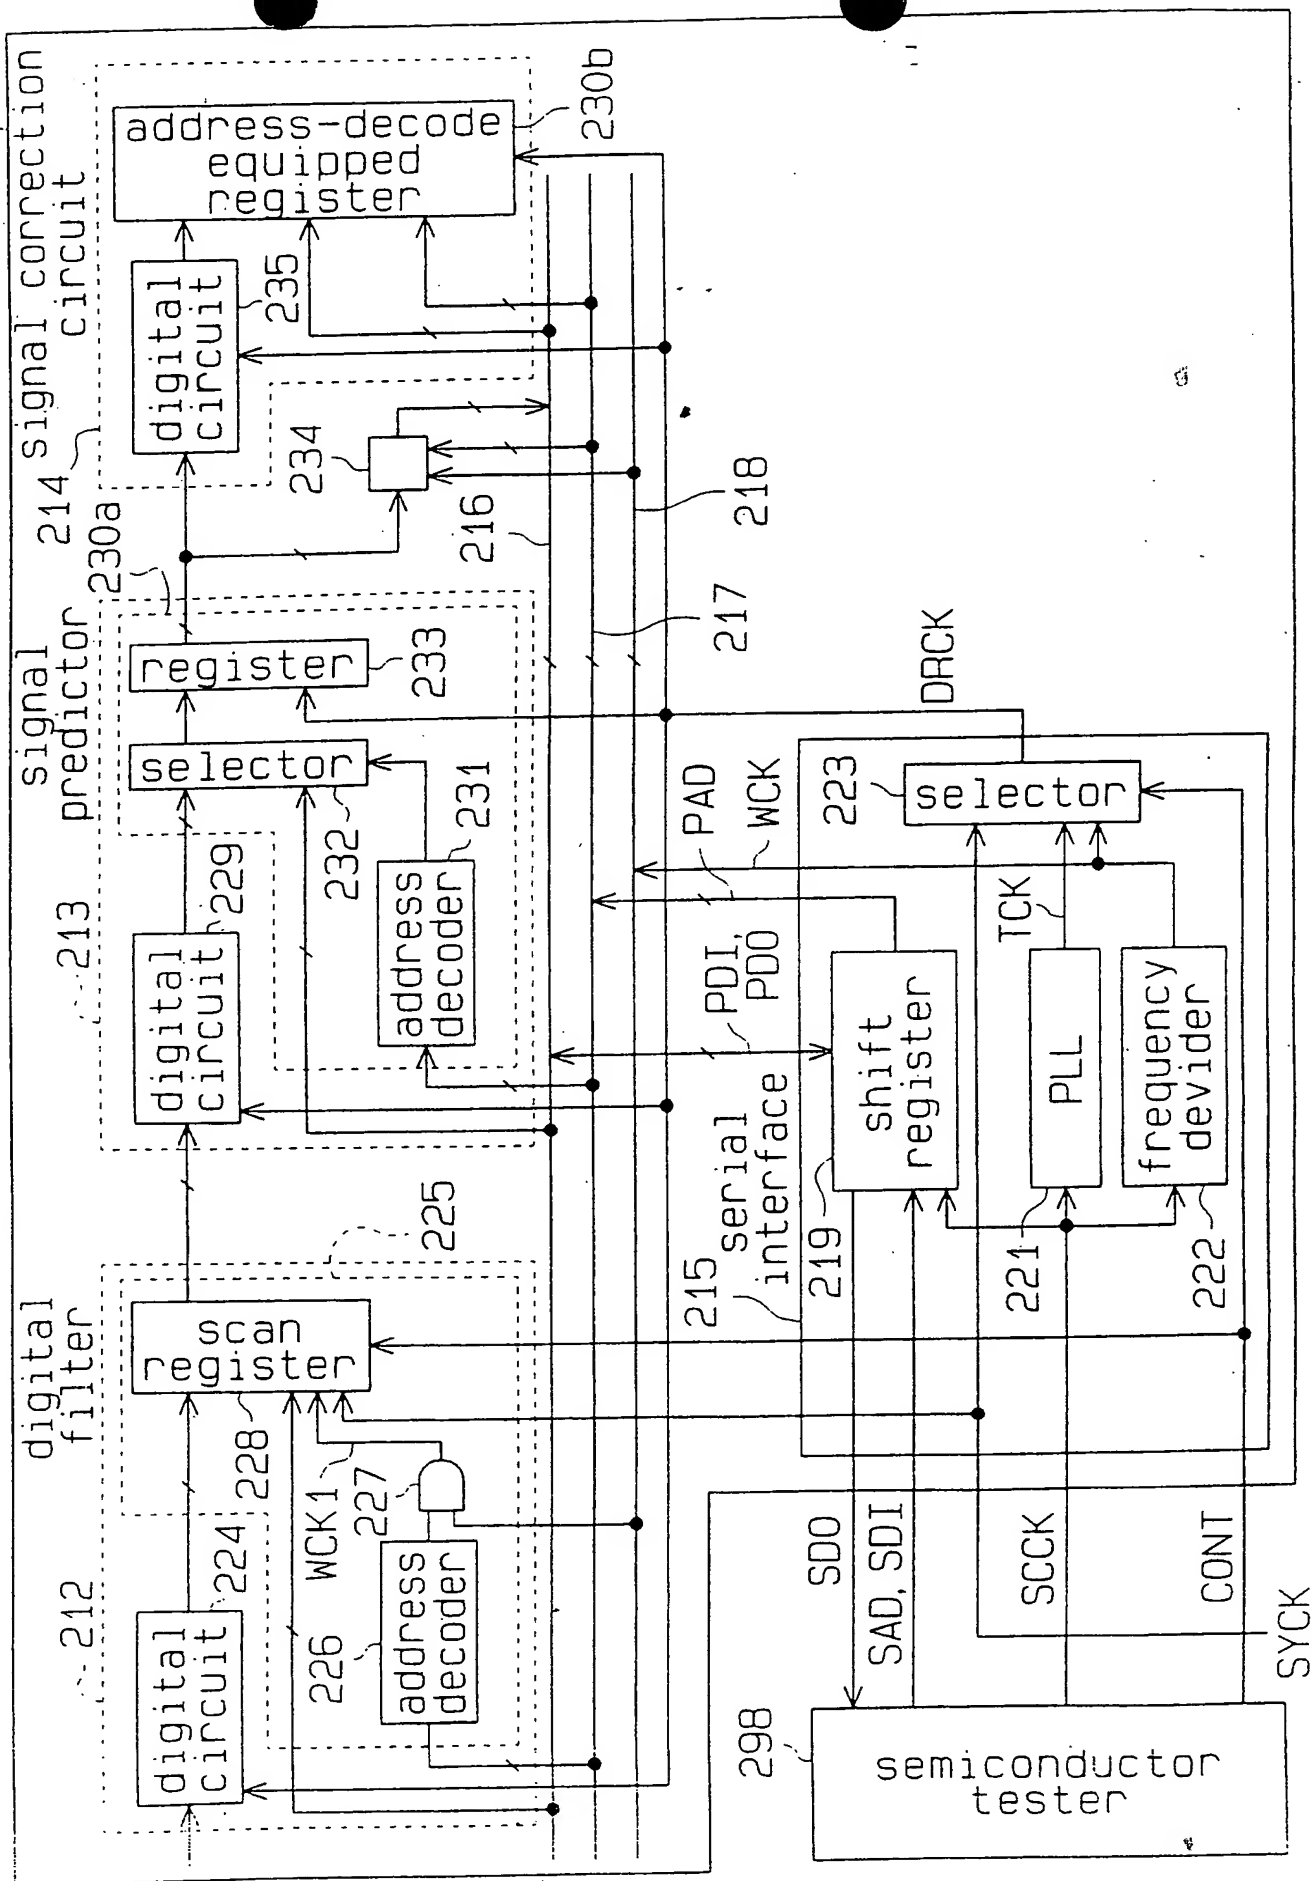 digital
filter
212
digital
circuit
224
scan
register
228
225
WCK1
227
226
address
decoder
signal
predictor
213
digital
circuit
229
selector
232
register
233
230a
address
decoder
231
214
signal correction
circuit
digital
circuit
235
address-decode
equipped
register
230b
234
216
217
218
215
serial
interface
219
shift
register
PDI,
PDO
PAD
WCK
221
PLL
TCK
222
frequency
devider
223
selector
DRCK
SDO
SAD, SDI
SCCK
CONT
SYCK
298
semiconductor
tester